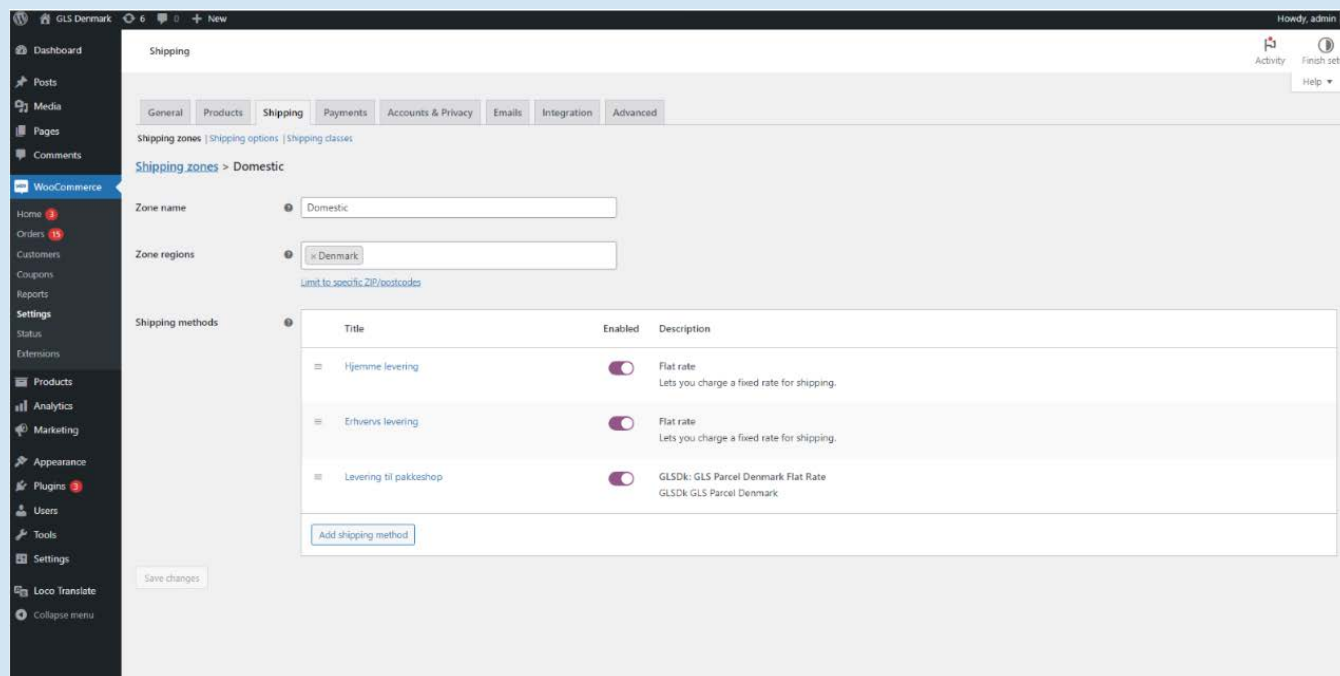 GLS Denmark 6 0 + New
Howdy, admin
Dashboard
Posts
Media
Pages
Comments
WooCommerce
Home 3
Orders 15
Customers
Coupons
Reports
Settings
Status
Extensions
Products
Analytics
Marketing
Appearance
Plugins 3
Users
Tools
Settings
Loco Translate
Collapse menu
Shipping
Activity
Finish set
Help
General Products Shipping Payments Accounts & Privacy Emails Integration Advanced
Shipping zones | Shipping options | Shipping classes
Shipping zones > Domestic
Zone name
Domestic
Zone regions
× Denmark
Limit to specific ZIP/postcodes
Shipping methods
Title Enabled Description
Hjemme levering
Flat rate
Lets you charge a fixed rate for shipping.
Erhvervs levering
Flat rate
Lets you charge a fixed rate for shipping.
Levering til pakkeshop
GLSDk: GLS Parcel Denmark Flat Rate
GLSDk GLS Parcel Denmark
Add shipping method
Save changes